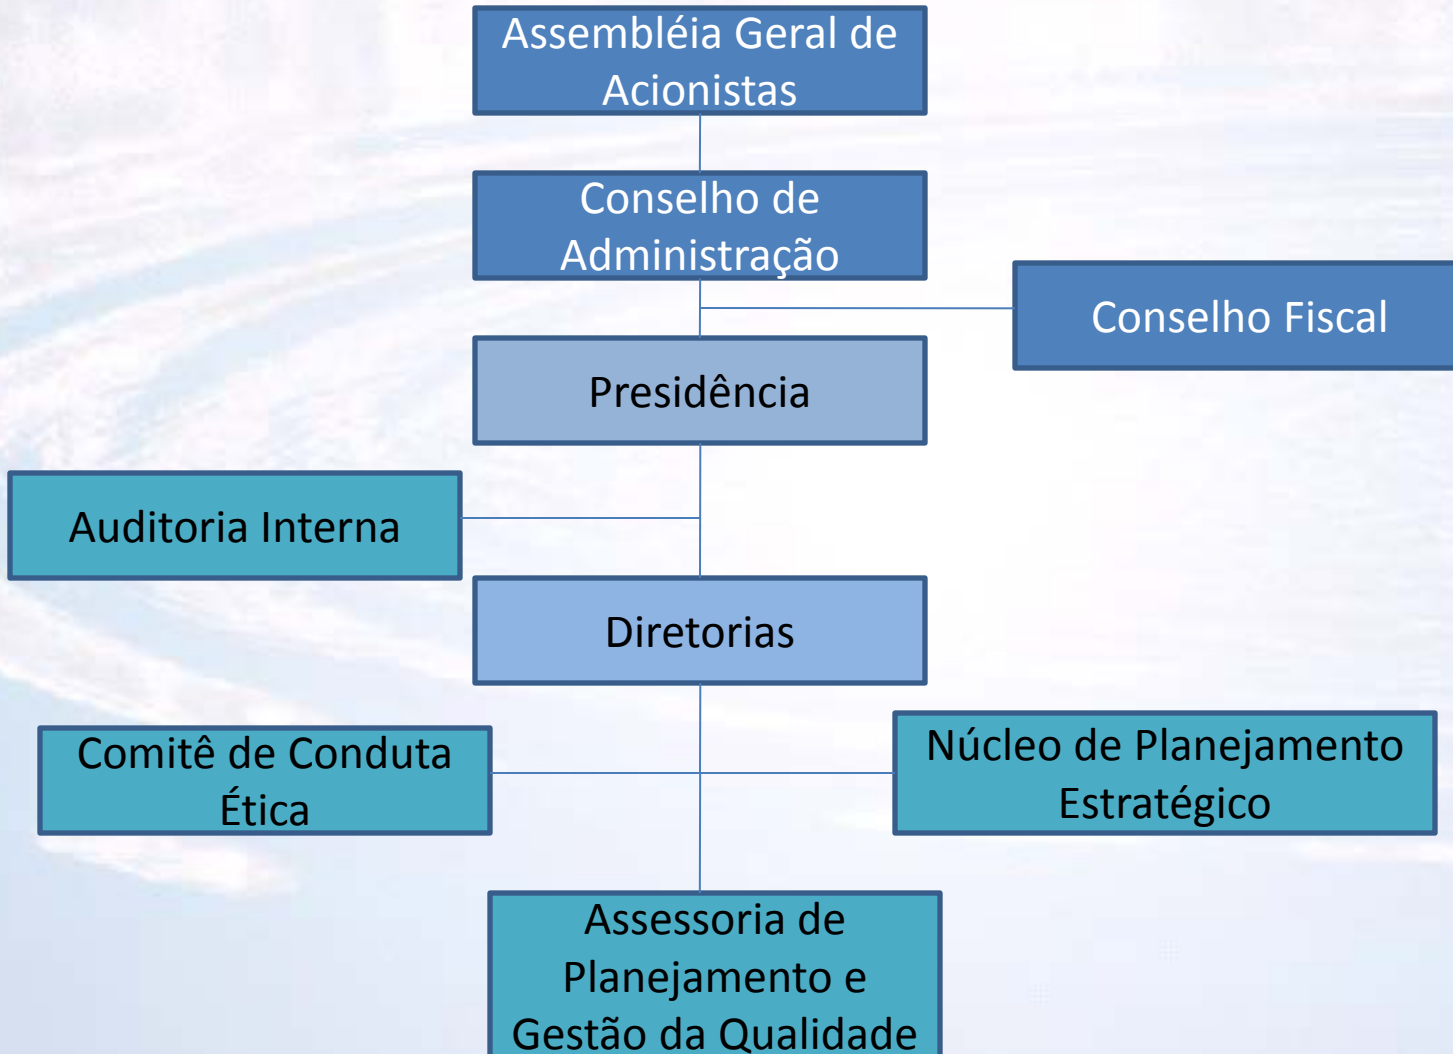 Assembléia Geral de
Acionistas
Conselho de
Administração
Conselho Fiscal
Presidência
Auditoria Interna
Diretorias
Comitê de Conduta
Ética
Núcleo de Planejamento
Estratégico
Assessoria de
Planejamento e
Gestão da Qualidade